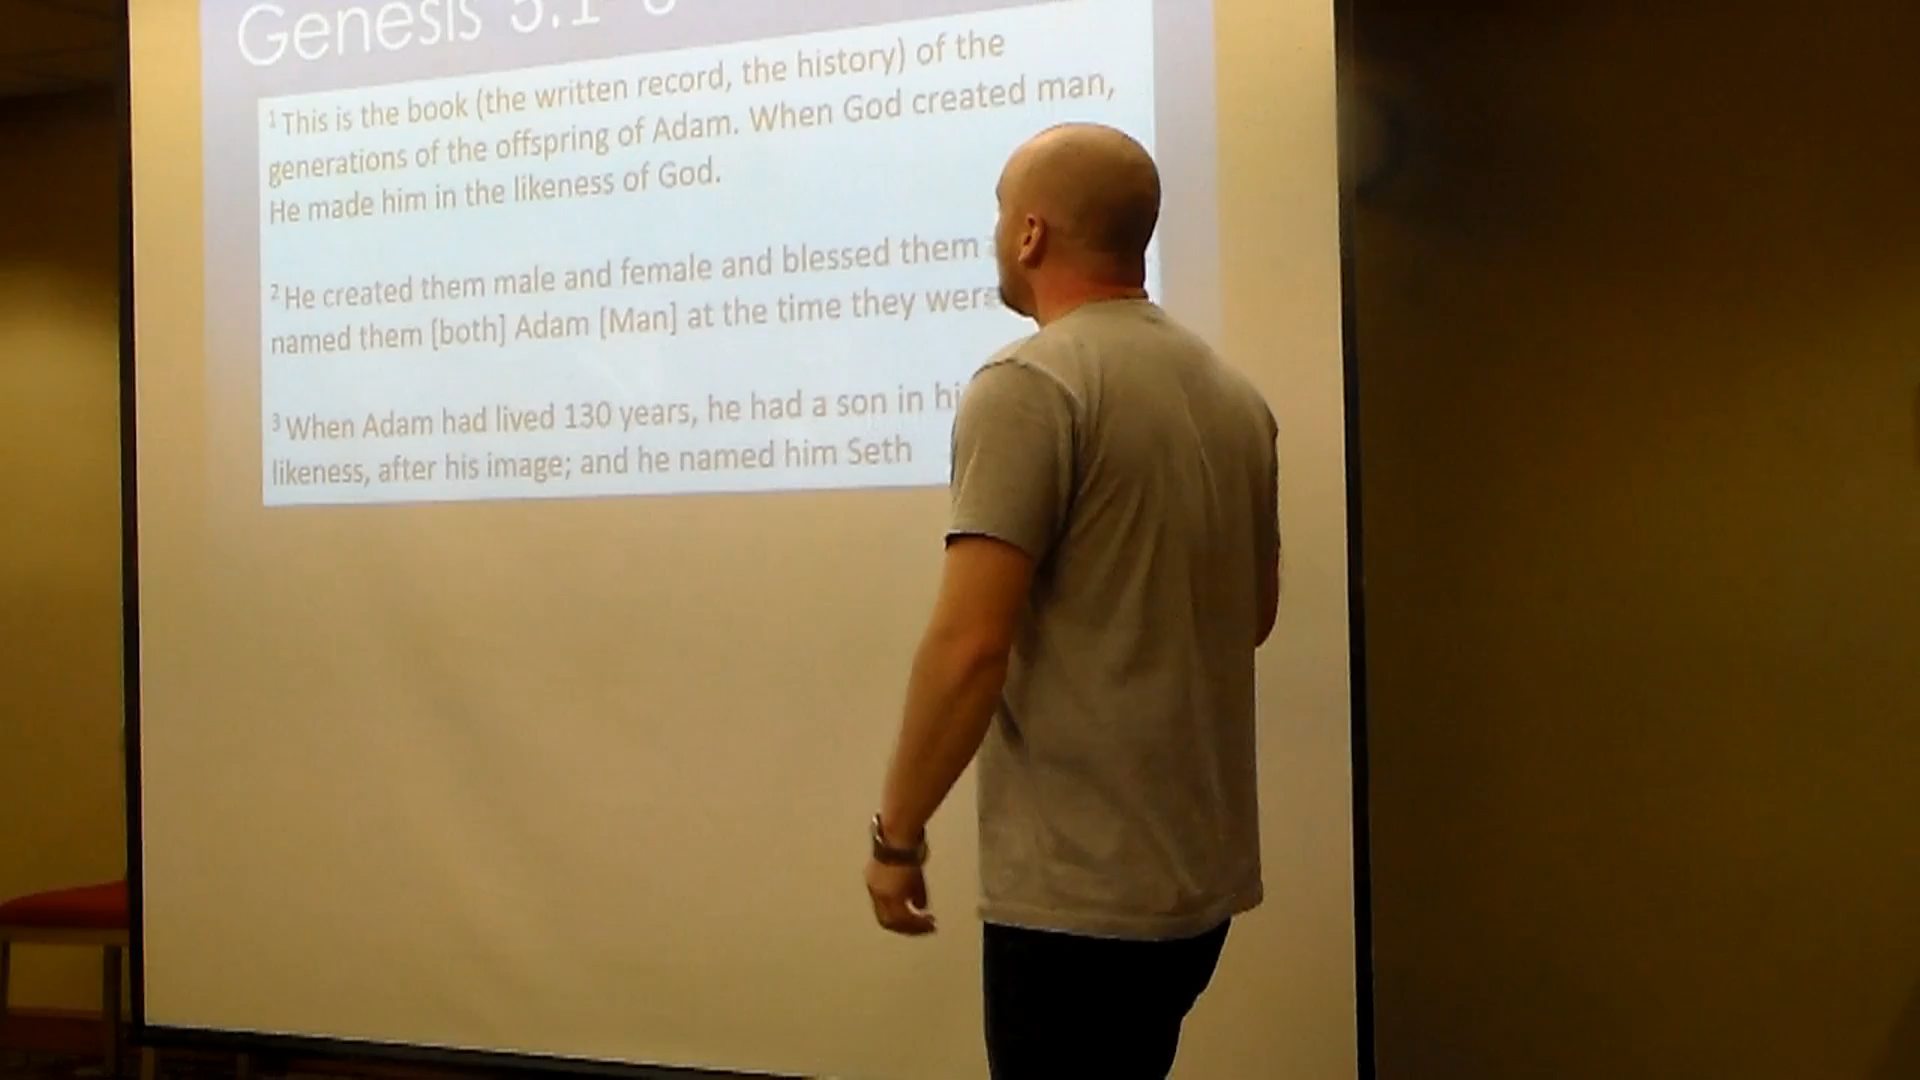 Genesis 5:1-3
¹ This is the book (the written record, the history) of the
generations of the offspring of Adam. When God created man,
He made him in the likeness of God.
² He created them male and female and blessed them
named them [both] Adam [Man] at the time they were
³ When Adam had lived 130 years, he had a son in
likeness, after his image; and he named him Seth